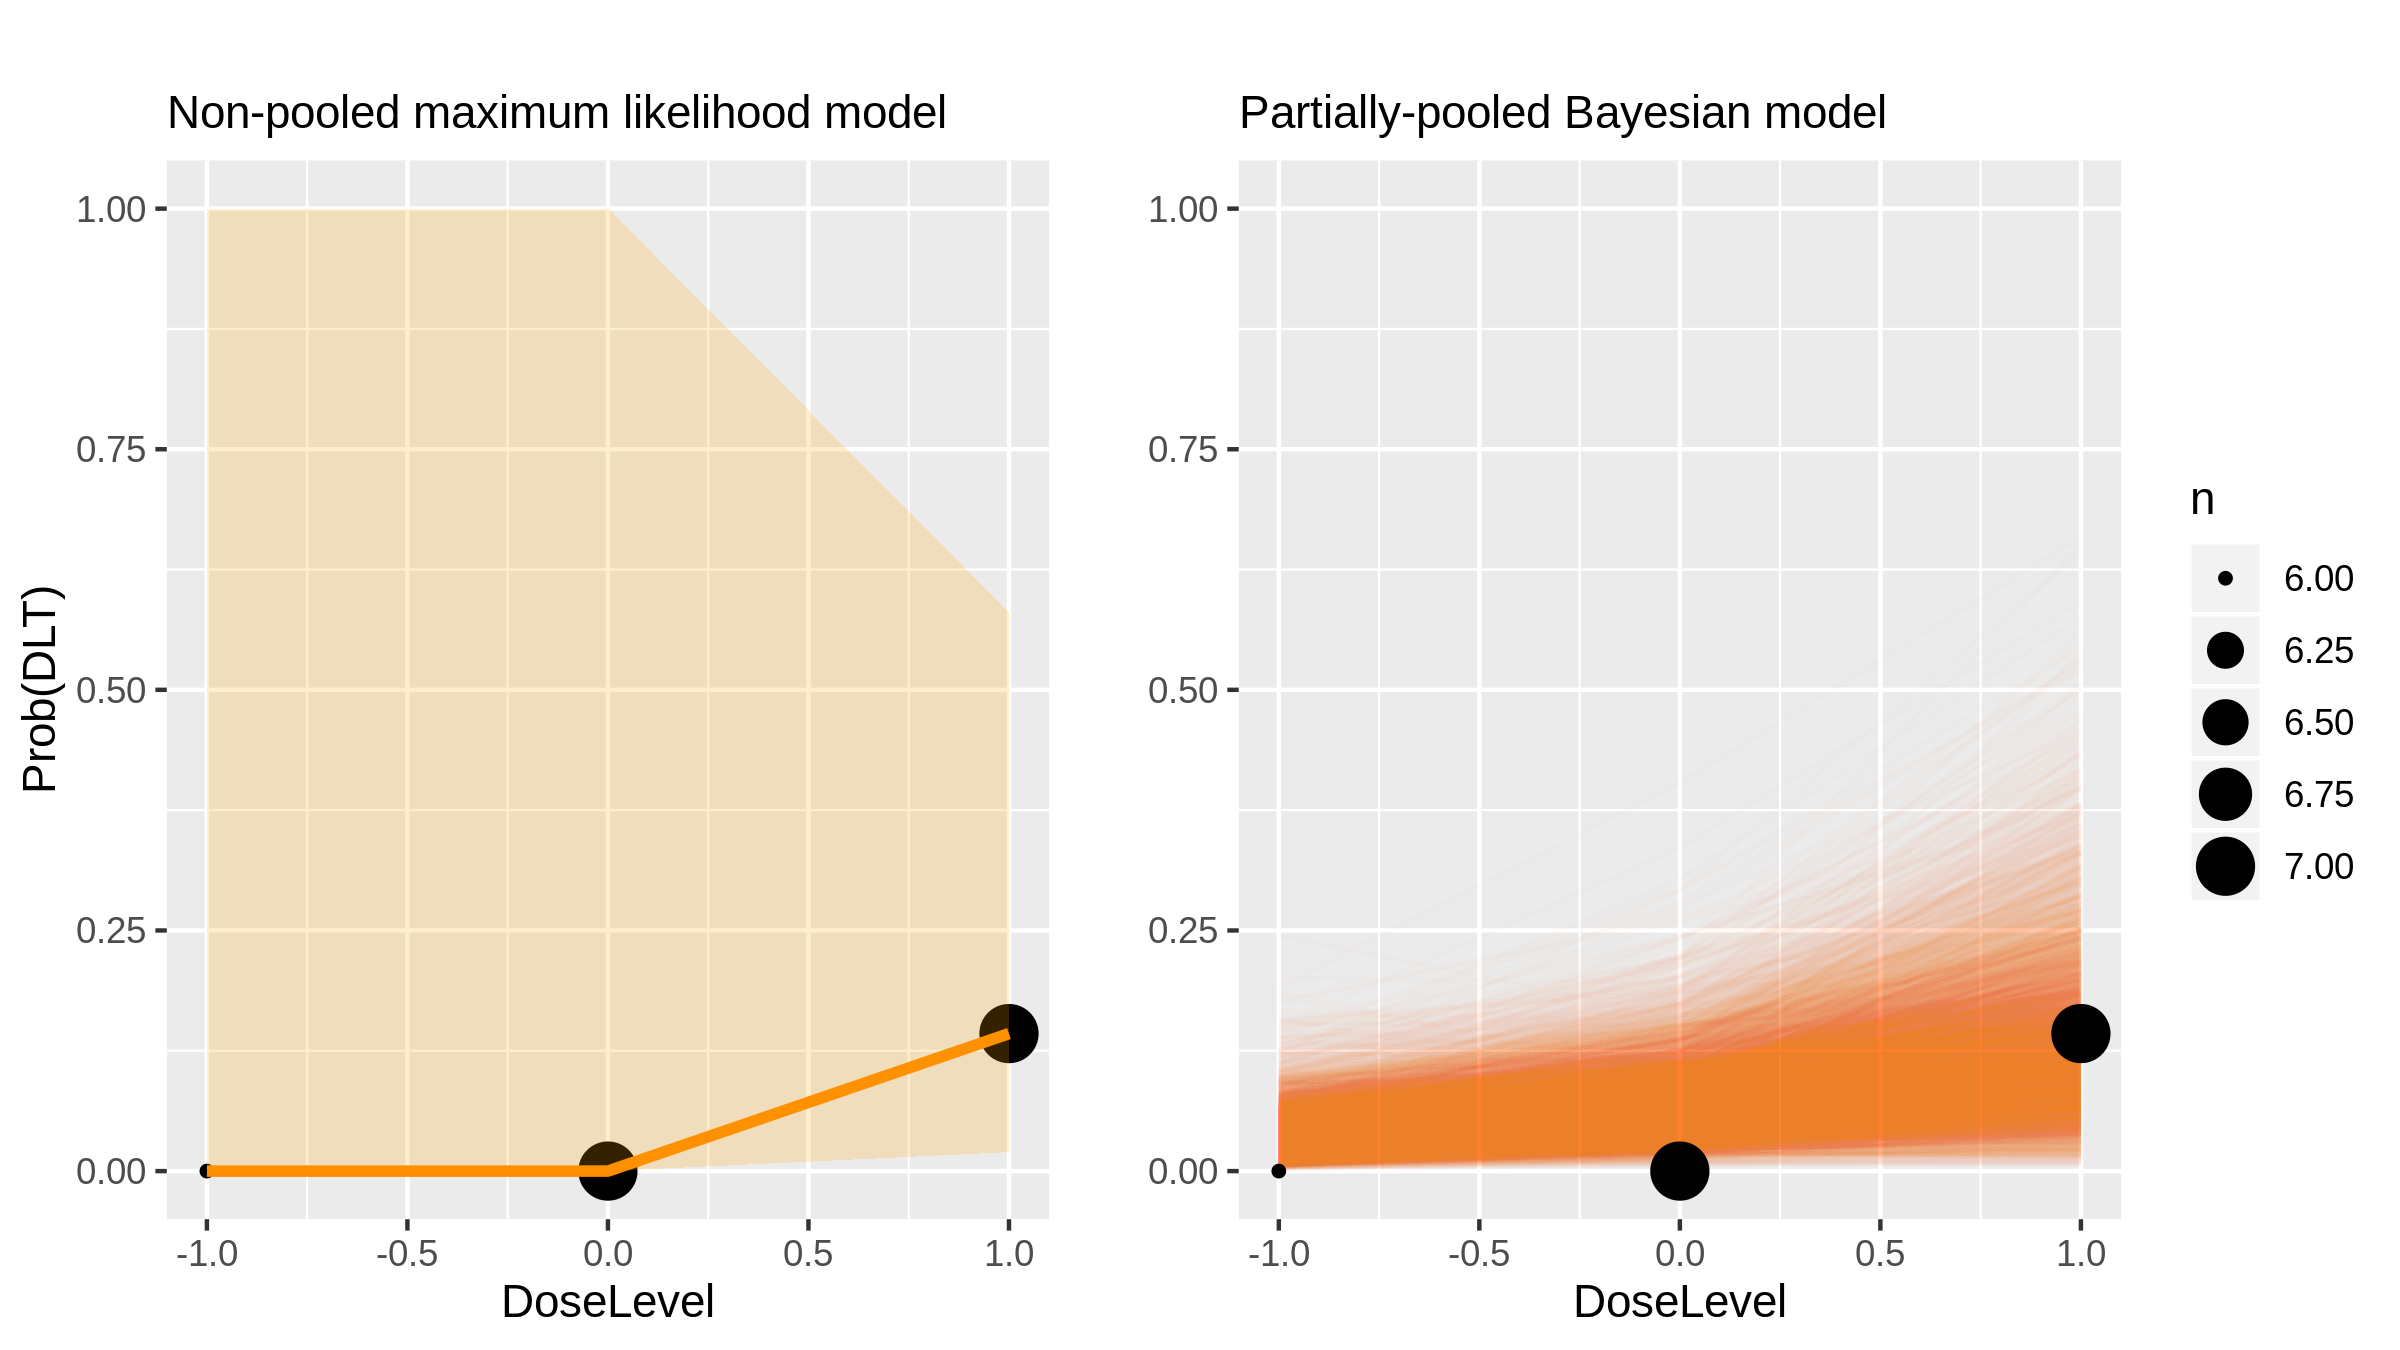 Non-pooled maximum likelihood model
Prob(DLT)
1.00
0.75
0.50
0.25
0.00
-1.0 -0.5 0.0 0.5 1.0
DoseLevel
Partially-pooled Bayesian model
1.00
0.75
0.50
0.25
0.00
-1.0 -0.5 0.0 0.5 1.0
DoseLevel
n
6.00
6.25
6.50
6.75
7.00